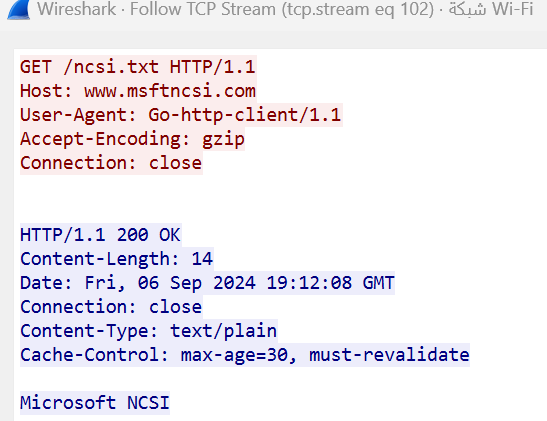 Wireshark · Follow TCP Stream (tcp.stream eq 102) · شبكة Wi-Fi
GET /ncsi.txt HTTP/1.1
Host: www.msftncsi.com
User-Agent: Go-http-client/1.1
Accept-Encoding: gzip
Connection: close
HTTP/1.1 200 OK
Content-Length: 14
Date: Fri, 06 Sep 2024 19:12:08 GMT
Connection: close
Content-Type: text/plain
Cache-Control: max-age=30, must-revalidate
Microsoft NCSI